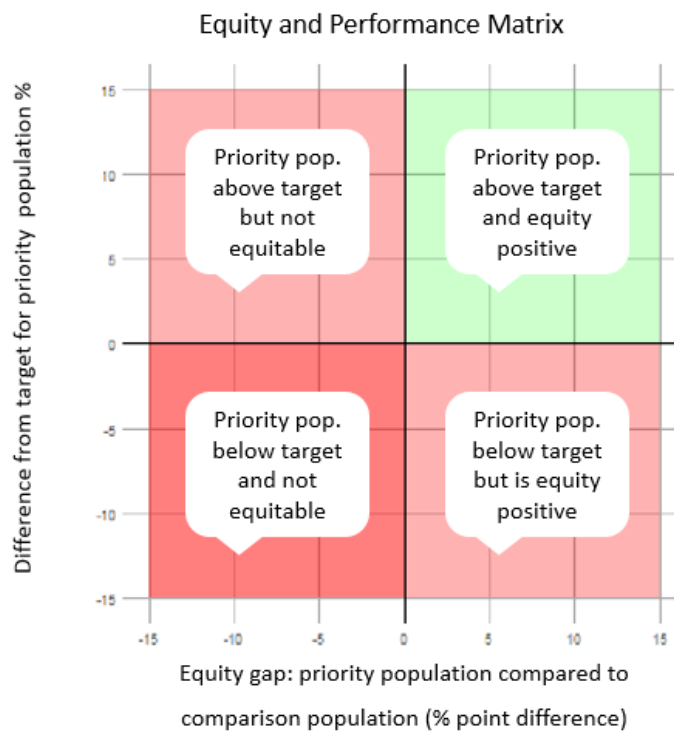 Equity and Performance Matrix
Difference from target for priority population %
15
10
5
0
-5
-10
-15
Priority pop.
above target
but not
equitable
Priority pop.
above target
and equity
positive
Priority pop.
below target
and not
equitable
Priority pop.
below target
but is equity
positive
-15
-10
-5
0
5
10
15
Equity gap: priority population compared to
comparison population (% point difference)